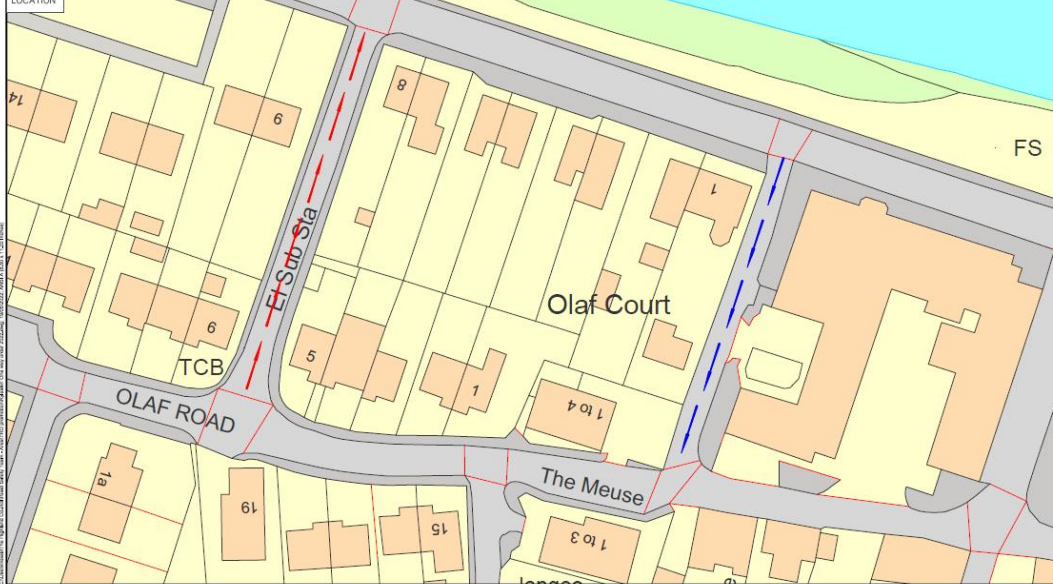 LOCATION
14
9
8
1
FS
El Sub Sta
Olaf Court
6
TCB
5
1
1 to 4
OLAF ROAD
The Meuse
1a
19
15
1 to 3